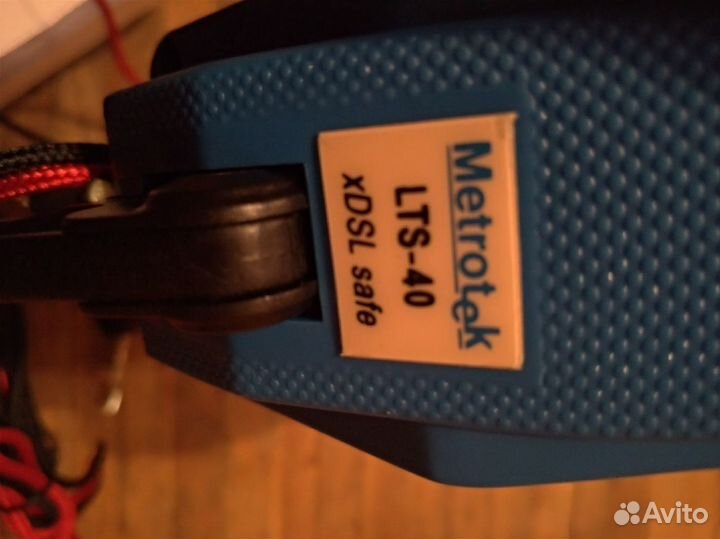 Metrotek
LTS-40
xDSL safe
Avito